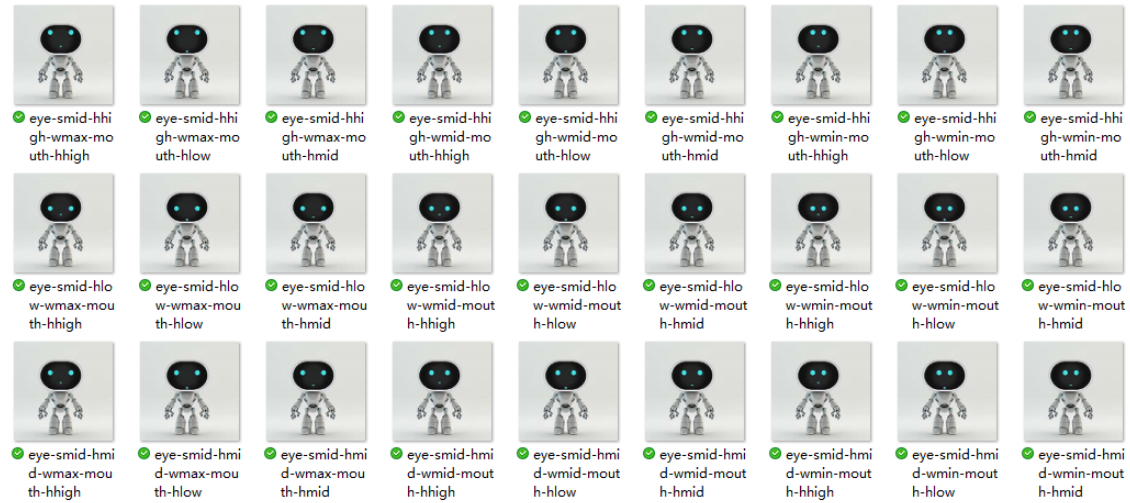 eye-smid-hhi eye-smid-hhi eye-smid-hhi eye-smid-hhi eye-smid-hhi eye-smid-hhi eye-smid-hhi eye-smid-hhi eye-smid-hhi
gh-wmax-mo gh-wmax-mo gh-wmax-mo gh-wmid-mo gh-wmid-mo gh-wmid-mo gh-wmin-mo gh-wmin-mo gh-wmin-mo
uth-hhigh uth-hlow uth-hmid uth-hhigh uth-hlow uth-hmid uth-hhigh uth-hlow uth-hmid
eye-smid-hlo eye-smid-hlo eye-smid-hlo eye-smid-hlo eye-smid-hlo eye-smid-hlo eye-smid-hlo eye-smid-hlo eye-smid-hlo
w-wmax-mou w-wmax-mou w-wmax-mou w-wmid-mout w-wmid-mout w-wmid-mout w-wmin-mout w-wmin-mout w-wmin-mout
th-hhigh th-hlow th-hmid h-hhigh h-hlow h-hmid h-hhigh h-hlow h-hmid
eye-smid-hmi eye-smid-hmi eye-smid-hmi eye-smid-hmi eye-smid-hmi eye-smid-hmi eye-smid-hmi eye-smid-hmi eye-smid-hmi
d-wmax-mou d-wmax-mou d-wmax-mou d-wmid-mout d-wmid-mout d-wmid-mout d-wmin-mout d-wmin-mout d-wmin-mout
th-hhigh th-hlow th-hmid h-hhigh h-hlow h-hmid h-hhigh h-hlow h-hmid